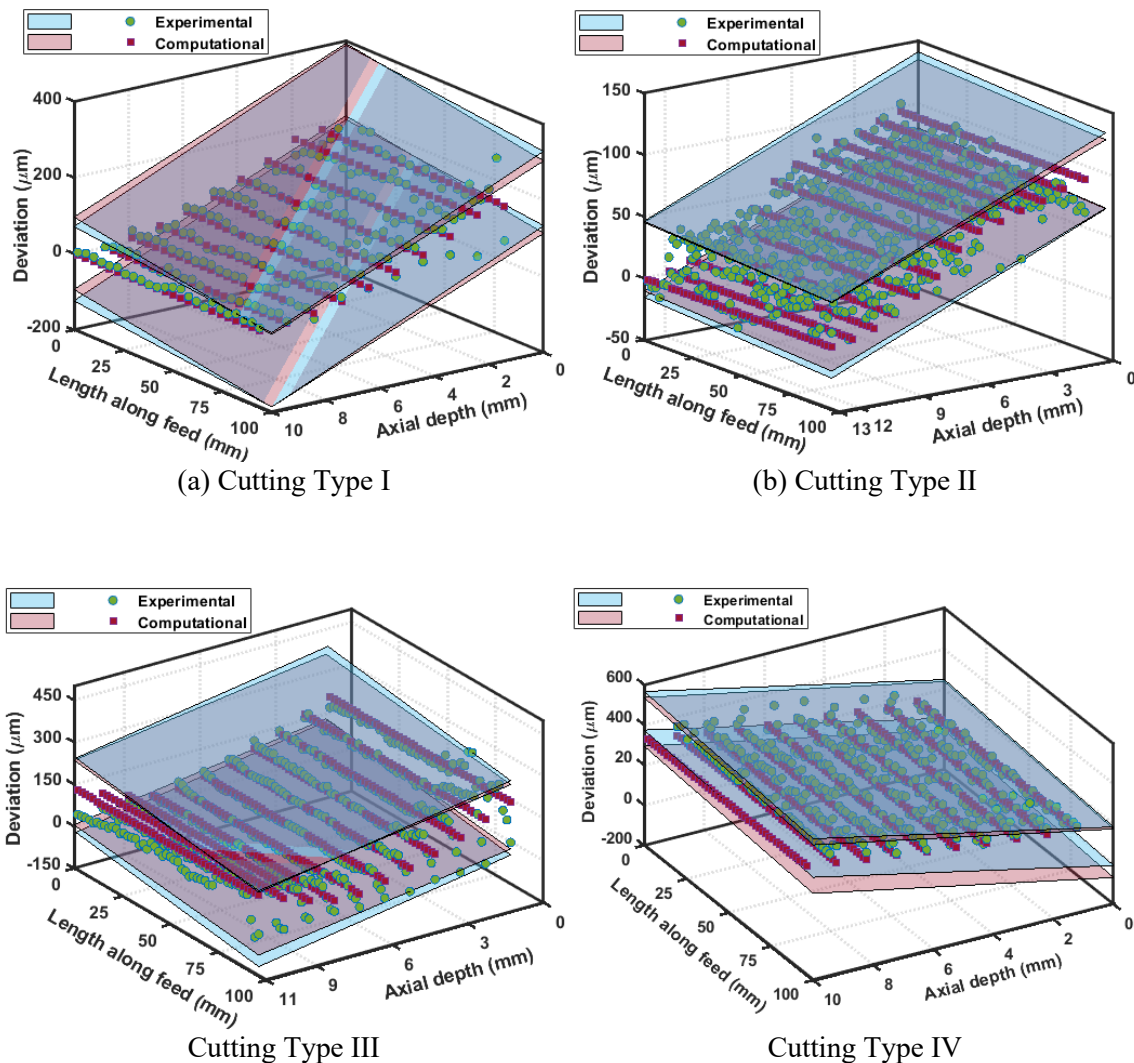 Experimental
Computational
400
200
0
-200
Deviation (μm)
0
25
50
75
100
Length along feed (mm)
10
8
6
4
2
0
Axial depth (mm)
(a) Cutting Type I
Experimental
Computational
150
100
50
0
-50
Deviation (μm)
0
25
50
75
100
Length along feed (mm)
13 12
9
6
3
0
Axial depth (mm)
(b) Cutting Type II
Experimental
Computational
450
300
150
0
-150
Deviation (μm)
0
25
50
75
100
Length along feed (mm)
11
9
6
3
0
Axial depth (mm)
Cutting Type III
Experimental
Computational
600
400
20
0
-200
Deviation (μm)
0
25
50
75
100
Length along feed (mm)
10
8
6
4
2
0
Axial depth (mm)
Cutting Type IV